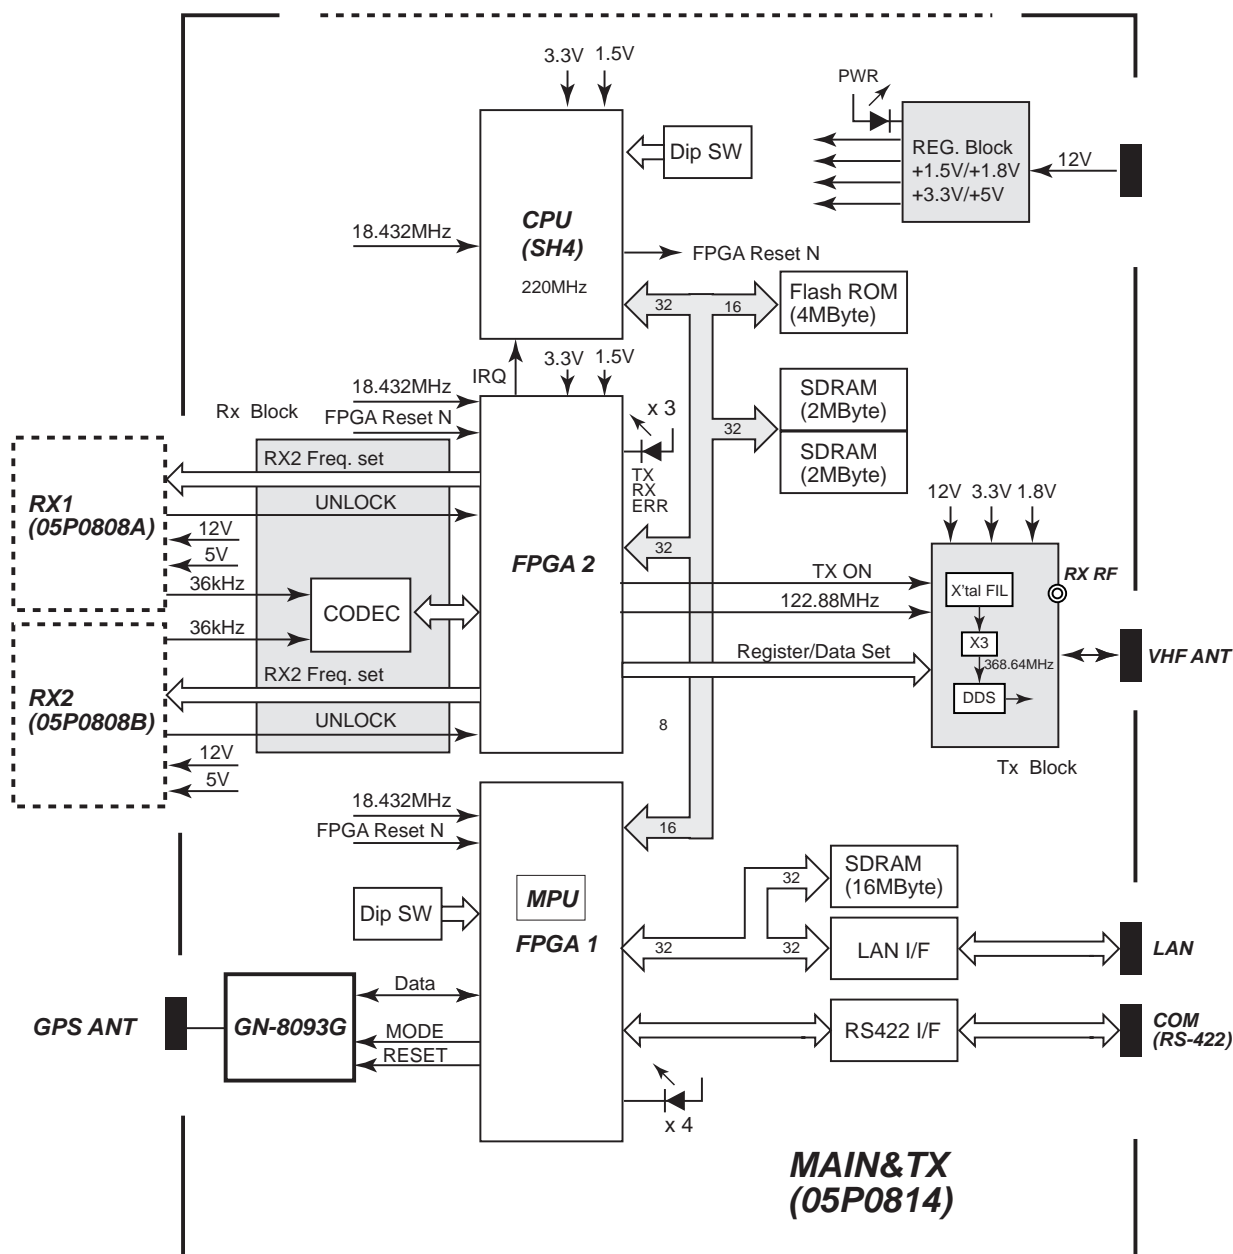 3.3V 1.5V
PWR
Dip SW
REG. Block
+1.5V/+1.8V
+3.3V/+5V
12V
CPU
(SH4)
220MHz
18.432MHz
FPGA Reset N
32
16
Flash ROM
(4MByte)
IRQ
3.3V 1.5V
18.432MHz
FPGA Reset N
Rx Block
x 3
TX
RX
ERR
SDRAM
(2MByte)
32
SDRAM
(2MByte)
RX2 Freq. set
UNLOCK
RX1
(05P0808A)
12V
5V
36kHz
CODEC
FPGA 2
32
12V 3.3V 1.8V
TX ON
122.88MHz
X'tal FIL
RX RF
X3
368.64MHz
DDS
VHF ANT
36kHz
Register/Data Set
RX2 Freq. set
RX2
(05P0808B)
UNLOCK
8
12V
5V
Tx Block
18.432MHz
FPGA Reset N
16
MPU
FPGA 1
Dip SW
32
SDRAM
(16MByte)
32
32
LAN I/F
LAN
Data
GPS ANT
GN-8093G
MODE
RESET
RS422 I/F
COM
(RS-422)
x 4
MAIN&TX
(05P0814)